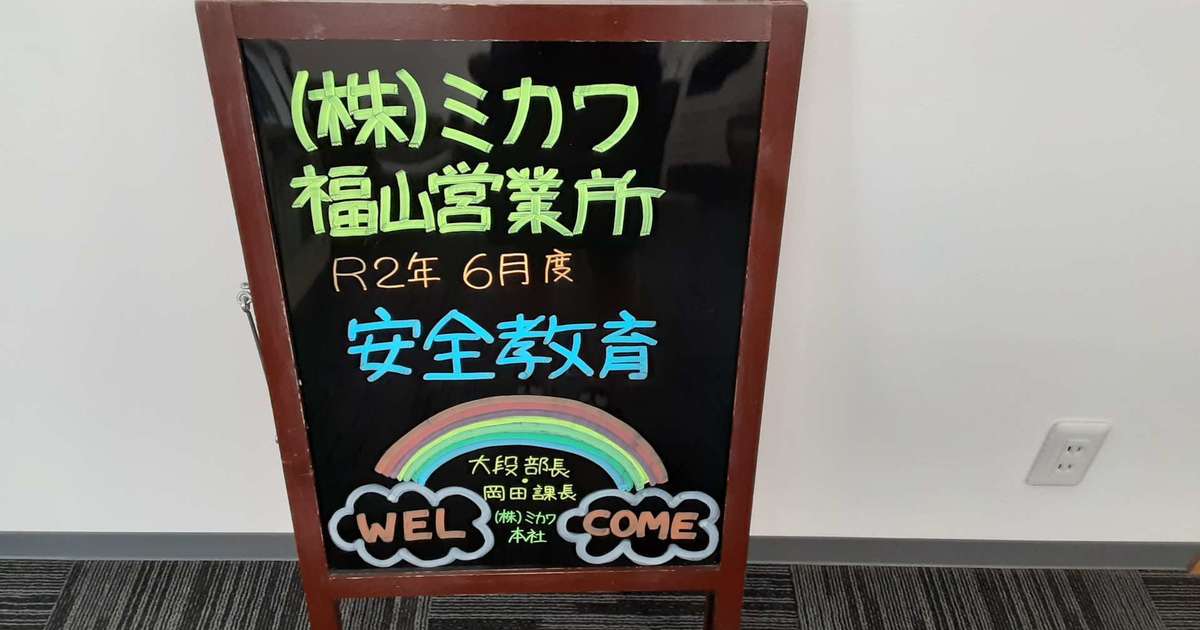 (株)ミカワ
福山営業所
R2年 6月度
安全教育
大段部長
・
岡田課長
(株)ミカワ
本社
WEL COME